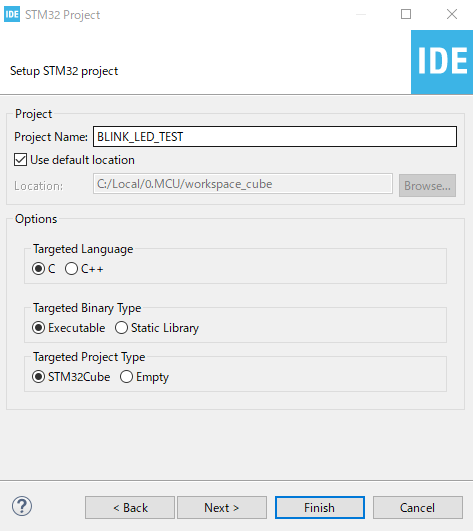 IDE STM32 Project
Setup STM32 project
IDE
Project
Project Name: BLINK_LED_TEST
Use default location
Location: C:/Local/0.MCU/workspace_cube Browse...
Options
Targeted Language
C C++
Targeted Binary Type
Executable Static Library
Targeted Project Type
STM32Cube Empty
? < Back Next > Finish Cancel